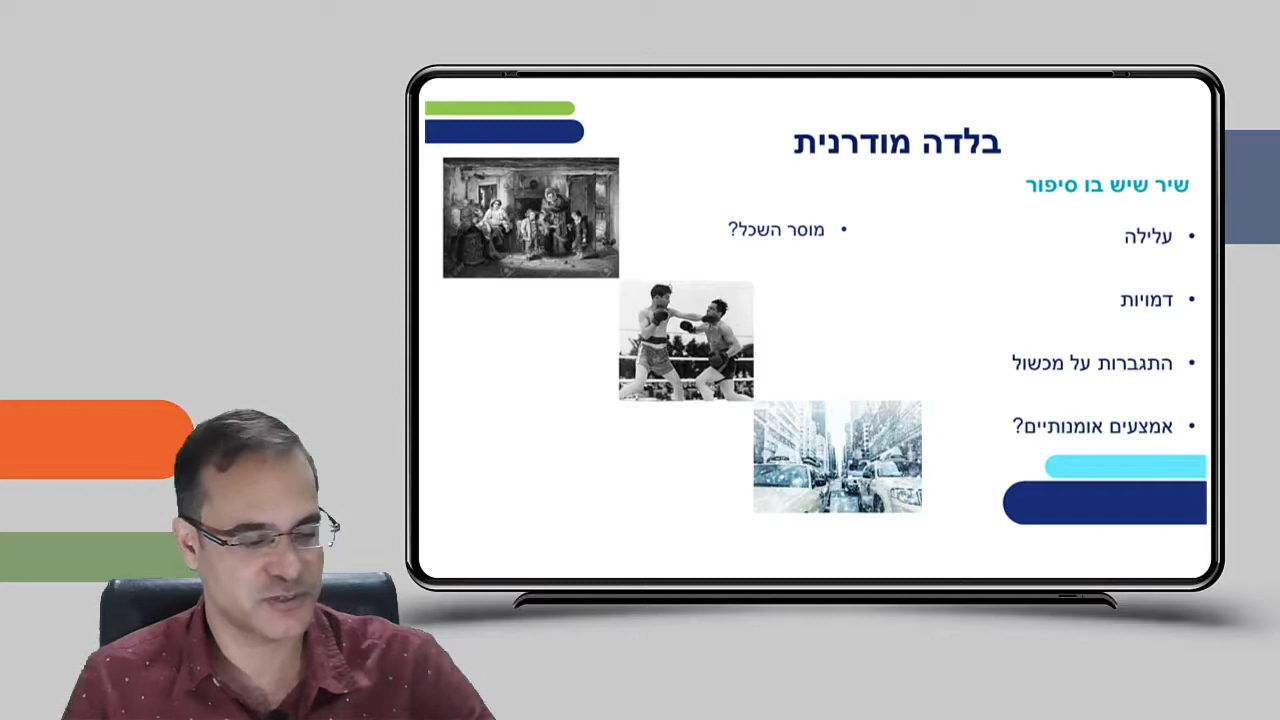 בלדה מודרנית
שיר שיש בו סיפור
• עלילה
• דמויות
• התגברות על מכשול
• אמצעים אומנותיים?
• מוסר השכל?